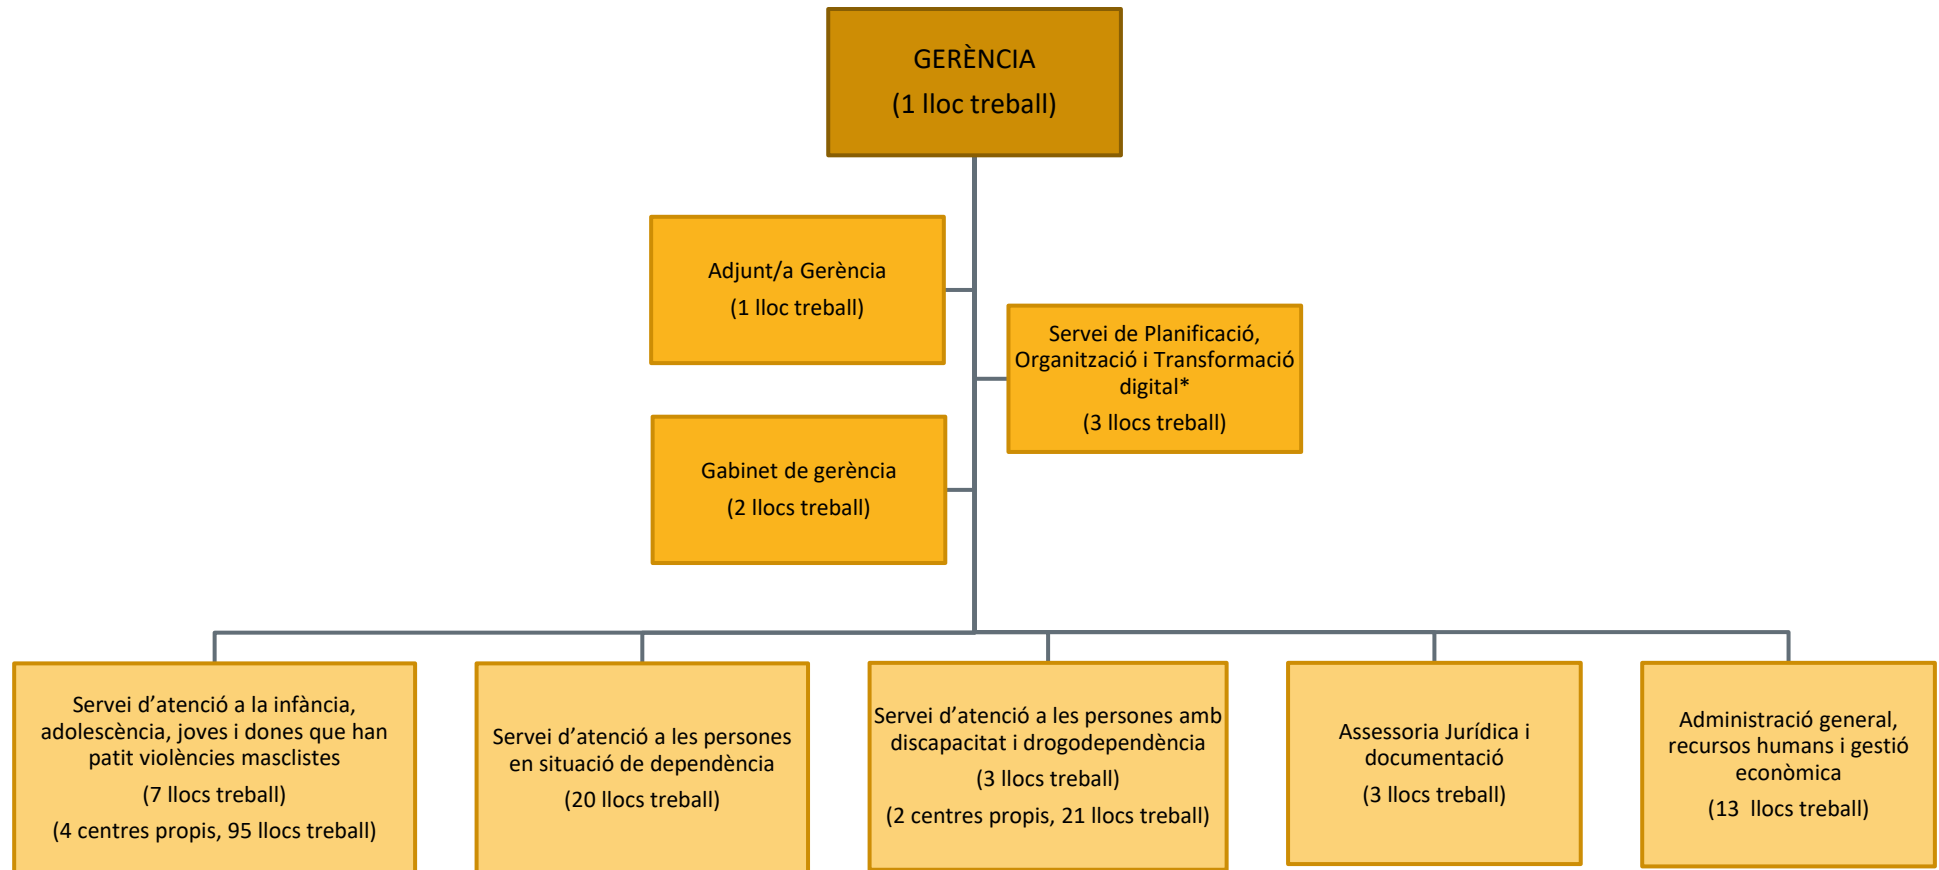 GERÈNCIA
(1 lloc treball)
Adjunt/a Gerència
(1 lloc treball)
Servei de Planificació,
Organització i Transformació
digital*
(3 llocs treball)
Gabinet de gerència
(2 llocs treball)
Servei d’atenció a la infància,
adolescència, joves i dones que han
patit violències masclistes
(7 llocs treball)
(4 centres propis, 95 llocs treball)
Servei d’atenció a les persones
en situació de dependència
(20 llocs treball)
Servei d’atenció a les persones amb
discapacitat i drogodependència
(3 llocs treball)
(2 centres propis, 21 llocs treball)
Assessoria Jurídica i
documentació
(3 llocs treball)
Administració general,
recursos humans i gestió
econòmica
(13 llocs treball)